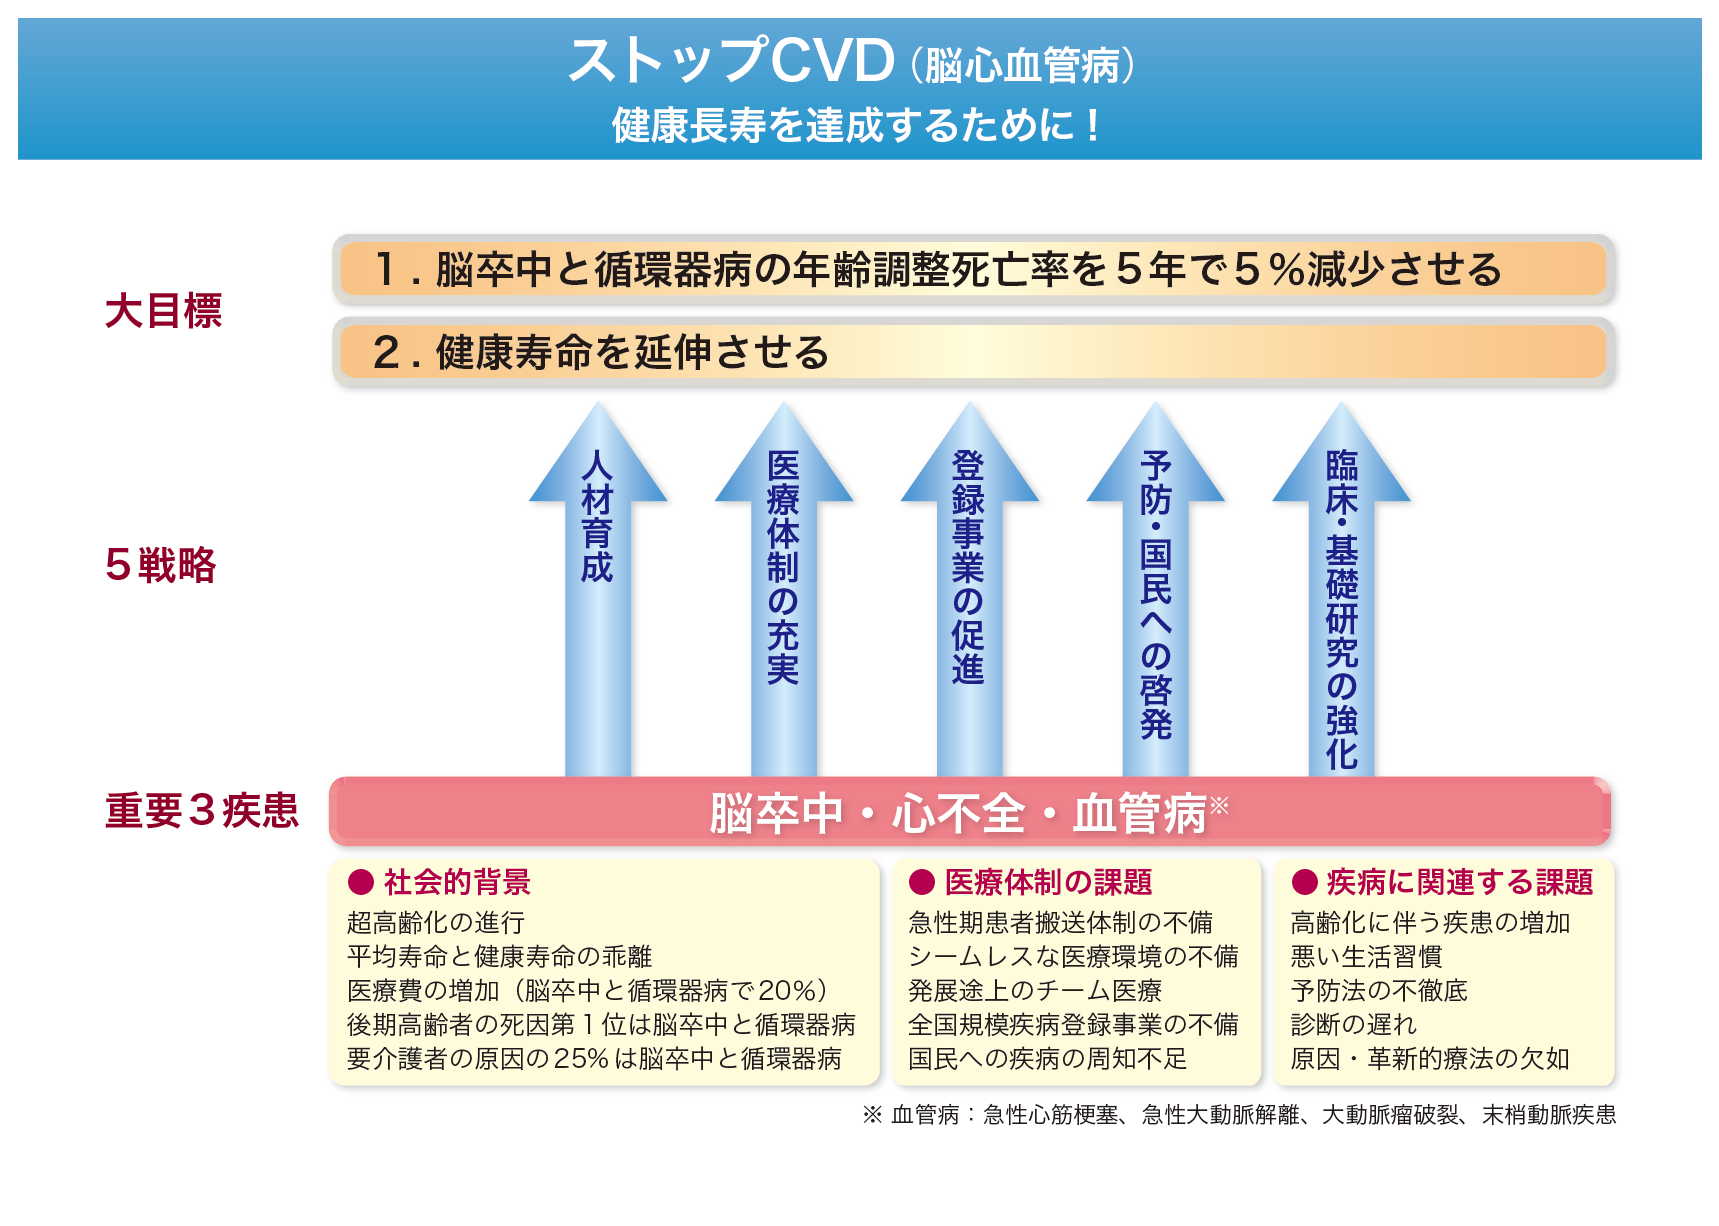 ストップCVD（脳心血管病）
健康長寿を達成するために！
大目標
１．脳卒中と循環器病の年齢調整死亡率を５年で５％減少させる
２．健康寿命を延伸させる
５戦略
人材育成
医療体制の充実
登録事業の促進
予防・国民への啓発
臨床・基礎研究の強化
重要３疾患
脳卒中・心不全・血管病※
● 社会的背景
超高齢化の進行
平均寿命と健康寿命の乖離
医療費の増加（脳卒中と循環器病で20％）
後期高齢者の死因第１位は脳卒中と循環器病
要介護者の原因の25%は脳卒中と循環器病
● 医療体制の課題
急性期患者搬送体制の不備
シームレスな医療環境の不備
発展途上のチーム医療
全国規模疾病登録事業の不備
国民への疾病の周知不足
● 疾病に関連する課題
高齢化に伴う疾患の増加
悪い生活習慣
予防法の不徹底
診断の遅れ
原因・革新的療法の欠如
※ 血管病：急性心筋梗塞、急性大動脈解離、大動脈瘤破裂、末梢動脈疾患